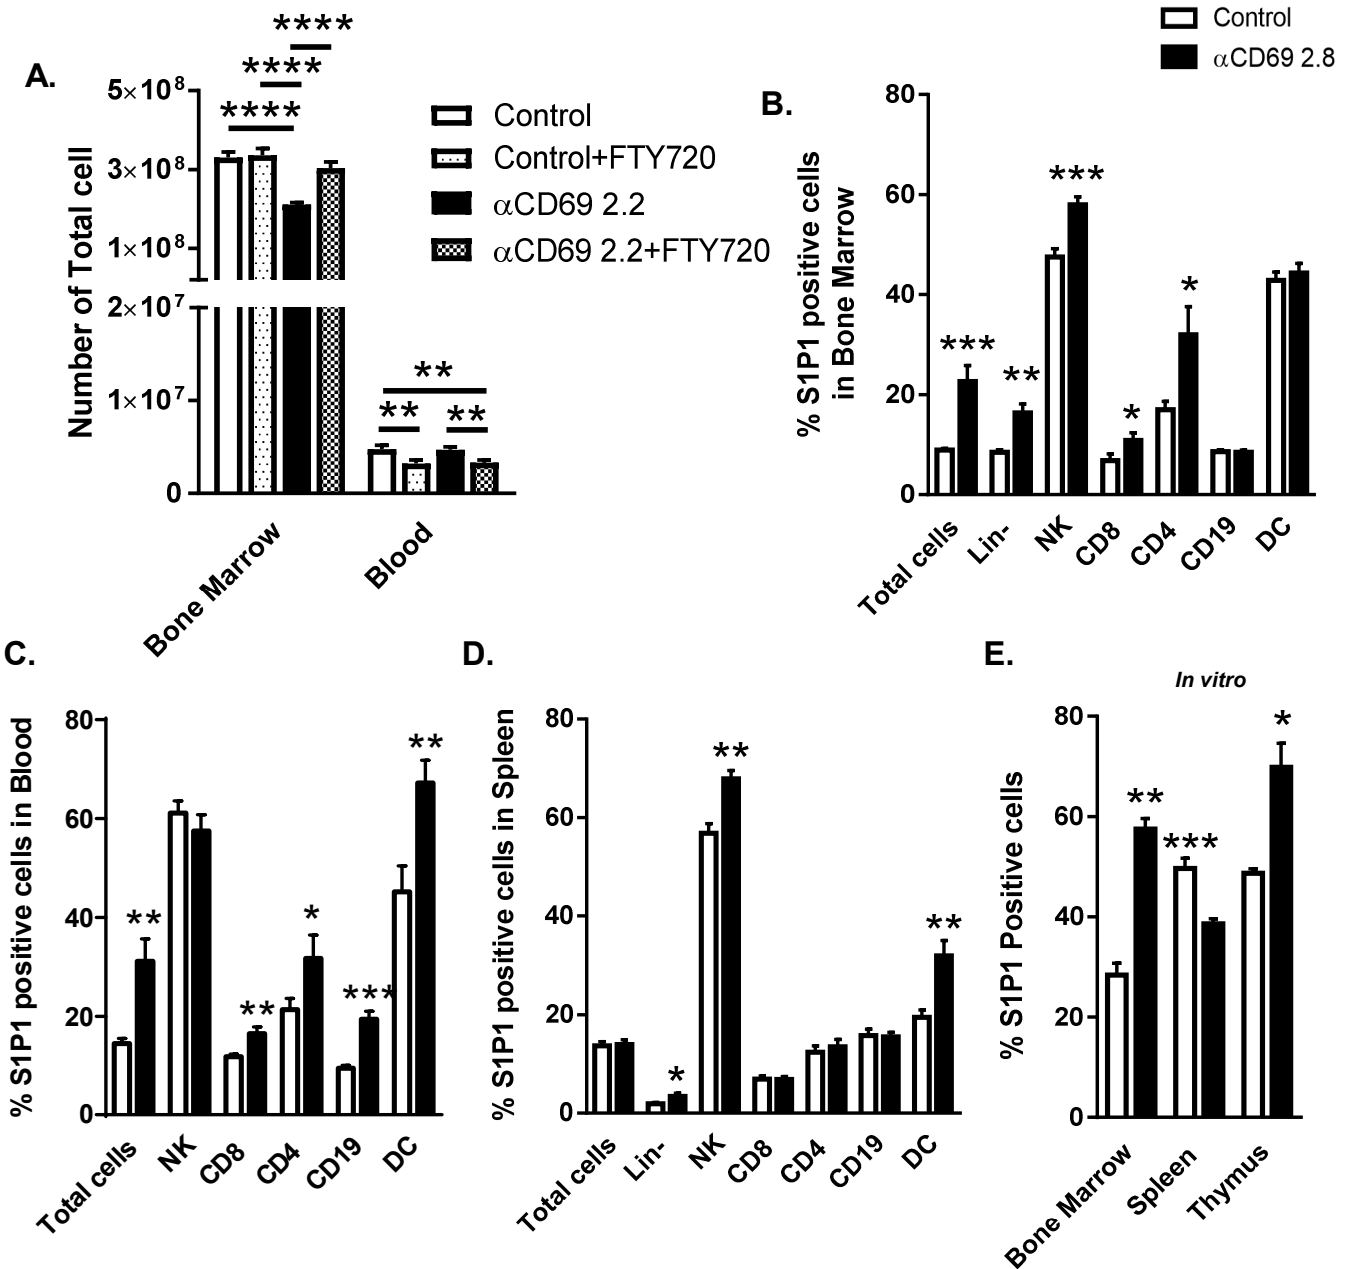 Control
αCD69 2.8
A.
****
****
****
5×10⁸
3×10⁸
1×10⁸
2×10⁷
1×10⁷
0
Number of Total cell
Control
Control+FTY720
αCD69 2.2
αCD69 2.2+FTY720
**
** **
Bone Marrow
Blood
B.
% S1P1 positive cells
in Bone Marrow
80
60
40
20
0
***
**
***
*
*
Total cells
Lin-
NK
CD8
CD4
CD19
DC
C.
% S1P1 positive cells in Blood
80
60
40
20
0
**
**
*
***
**
Total cells
NK
CD8
CD4
CD19
DC
D.
% S1P1 positive cells in Spleen
80
60
40
20
0
*
**
**
Total cells
Lin-
NK
CD8
CD4
CD19
DC
E.
In vitro
% S1P1 Positive cells
80
60
40
20
0
**
***
*
Bone Marrow
Spleen
Thymus